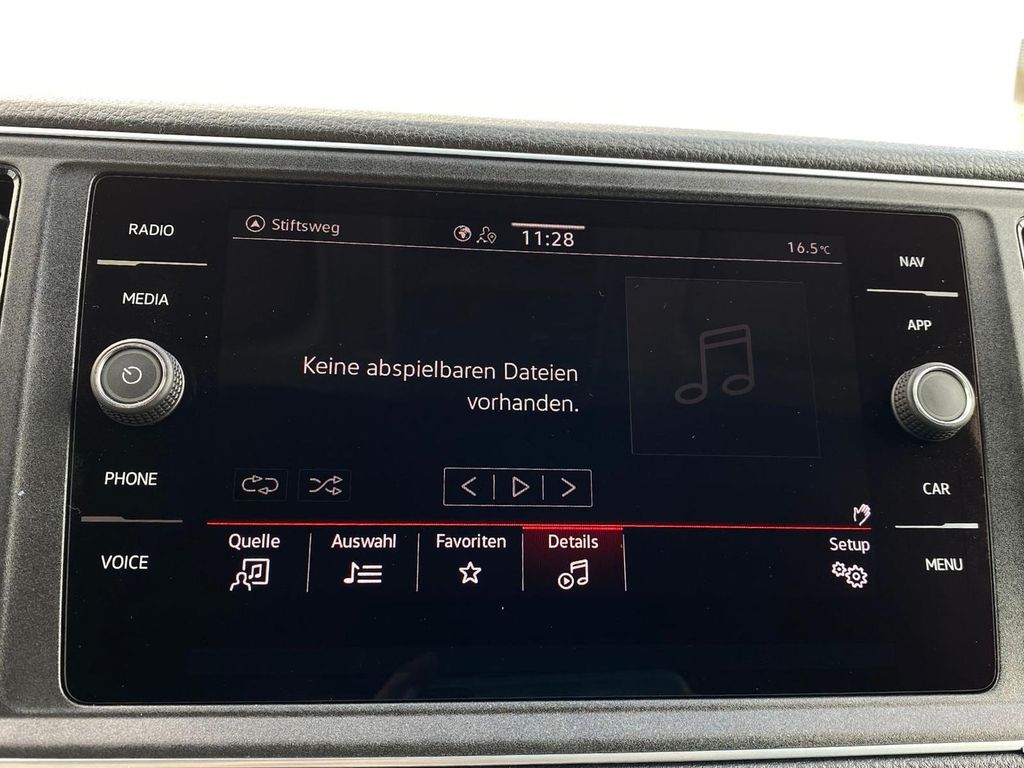 RADIO
MEDIA
PHONE
VOICE
Stiftsweg
11:28
16.5°C
Keine abspielbaren Dateien
vorhanden.
Quelle
Auswahl
Favoriten
Details
Setup
NAV
APP
CAR
MENU